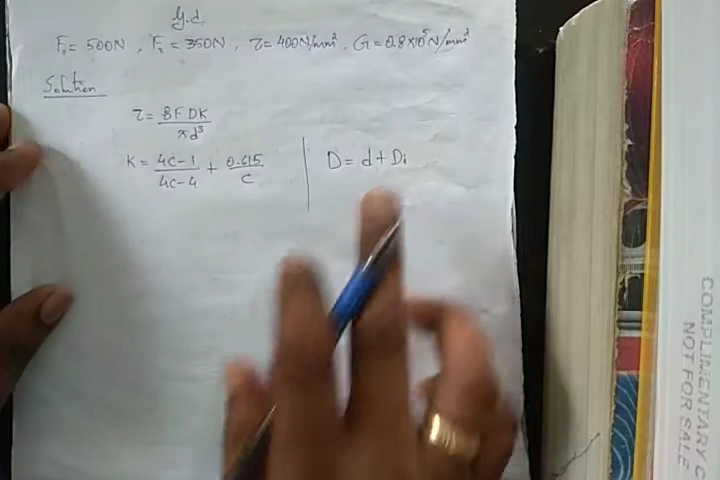 y.d.
F₁ = 500N , F₂ = 350N , τ = 400N/mm² , G = 0.8×10⁵N/mm²
Solution
τ = 8FDK/πd³
K = 4C-1/4C-4 + 0.615/C
D = d + Di
COMPLIMENTARY C
NOT FOR SALE